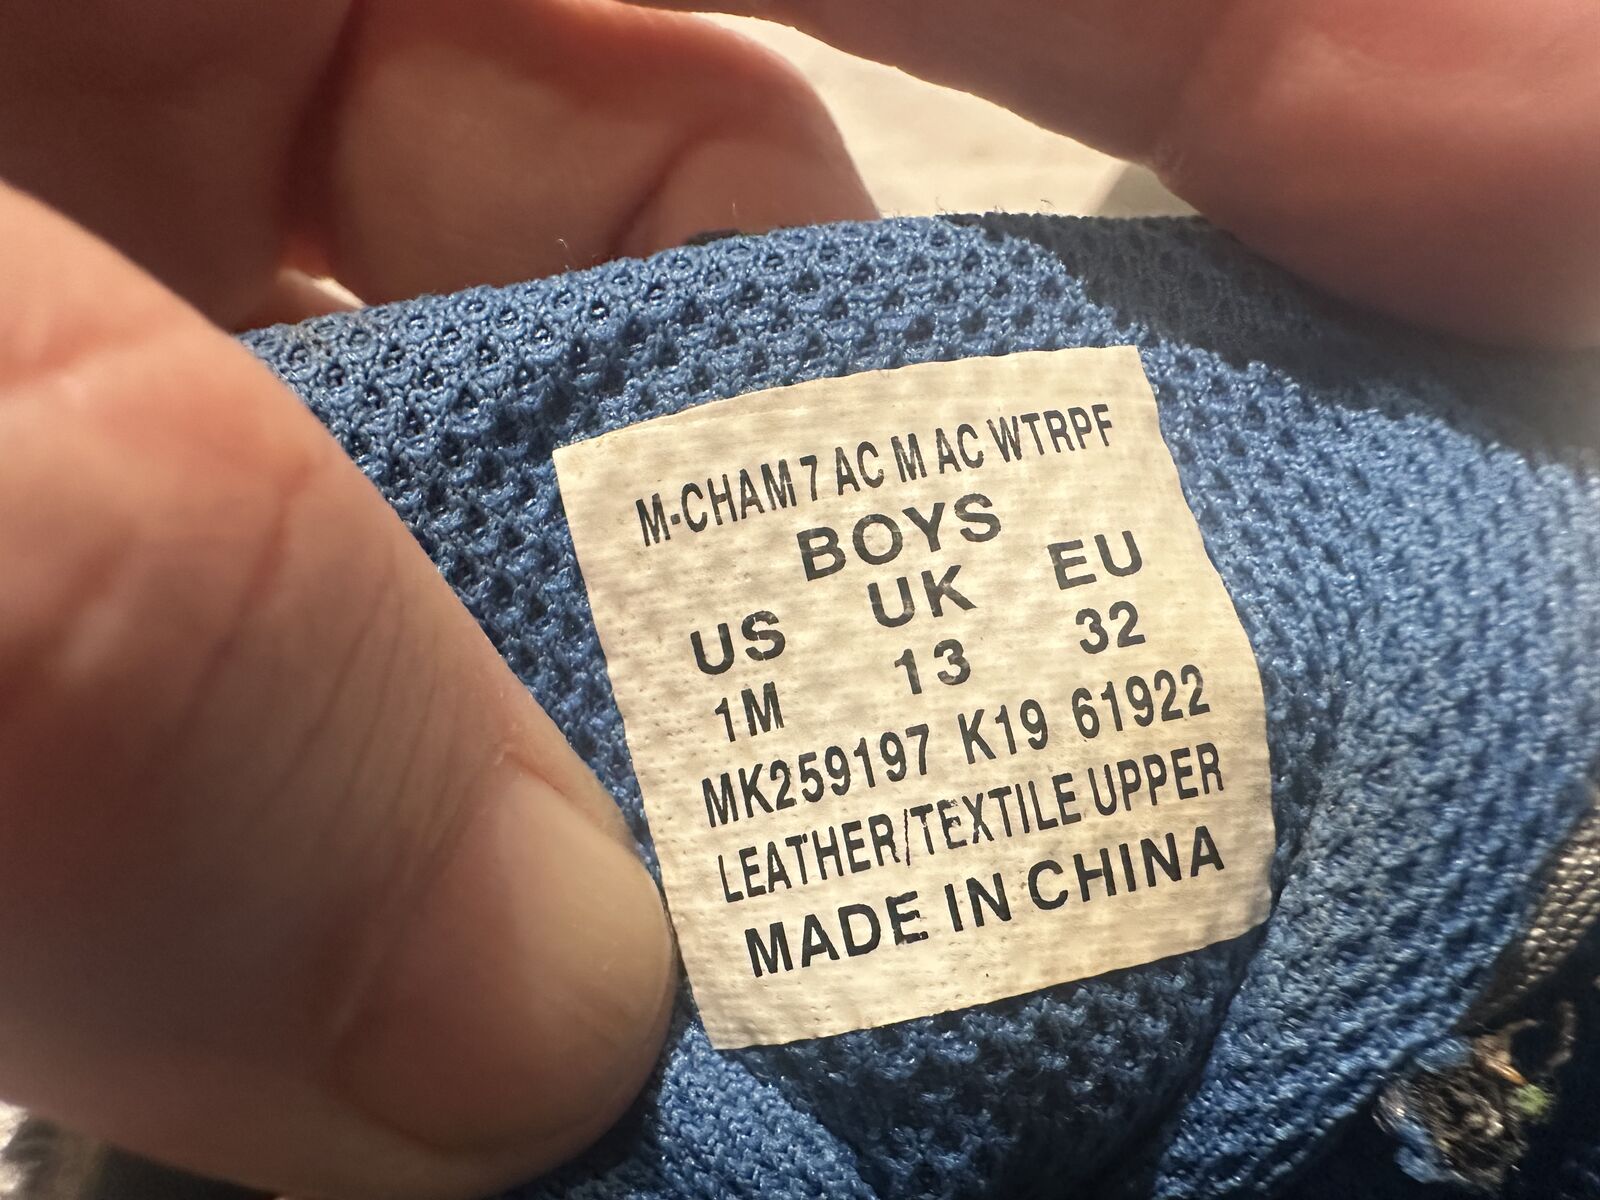 M-CHAM 7 AC M AC WTRPF
BOYS
US UK EU
1M 13 32
MK259197 K19 61922
LEATHER/TEXTILE UPPER
MADE IN CHINA